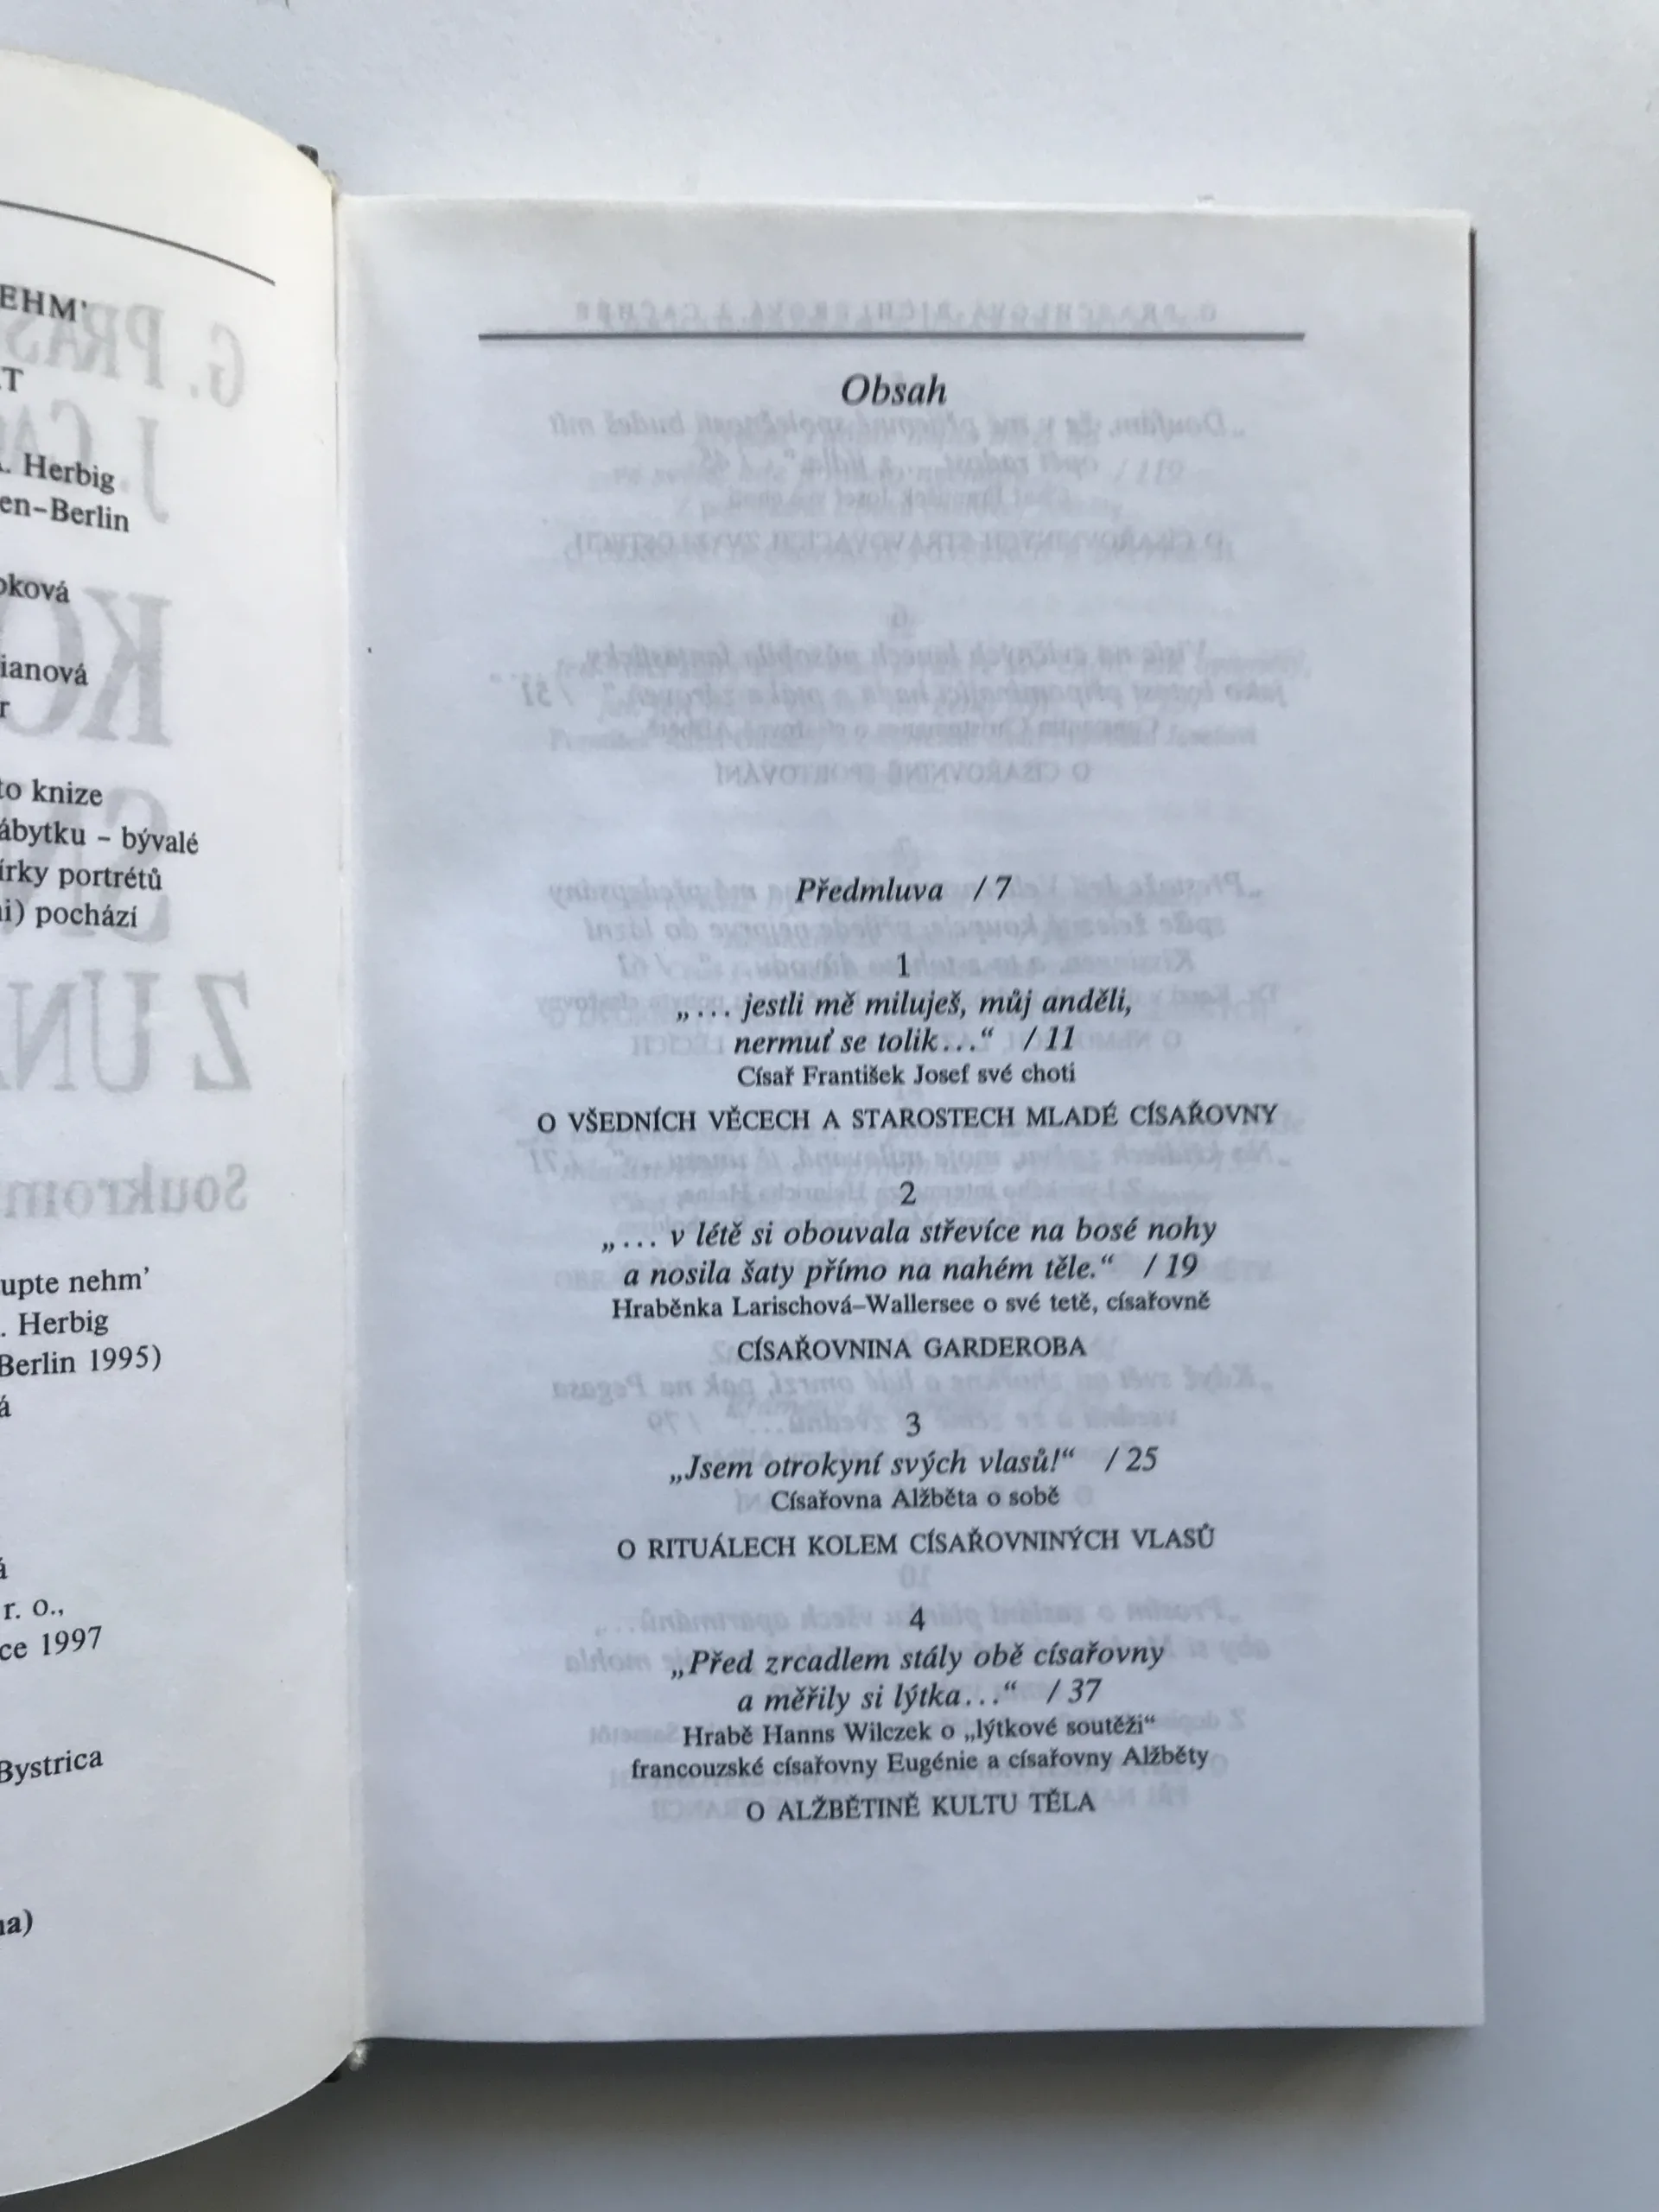 EHM'
T
. Herbig
en–Berlin
oková
ianová
r
to knize
ábytku – bývalé
írky portrétů
i) pochází
upte nehm'
. Herbig
Berlin 1995)
á
á
r. o.,
ce 1997
Bystrica
na)
Obsah
Předmluva / 7
1
„... jestli mě miluješ, můj anděli,
nermuť se tolik...“ / 11
Císař František Josef své choti
O VŠEDNÍCH VĚCECH A STAROSTECH MLADÉ CÍSAŘOVNY
2
„... v létě si obouvala střevíce na bosé nohy
a nosila šaty přímo na nahém těle.“ / 19
Hraběnka Larischová–Wallersee o své tetě, císařovně
CÍSAŘOVNINA GARDEROBA
3
„Jsem otrokyní svých vlasů!“ / 25
Císařovna Alžběta o sobě
O RITUÁLECH KOLEM CÍSAŘOVNINÝCH VLASŮ
4
„Před zrcadlem stály obě císařovny
a měřily si lýtka...“ / 37
Hrabě Hanns Wilczek o „lýtkové soutěži“
francouzské císařovny Eugénie a císařovny Alžběty
O ALŽBĚTINĚ KULTU TĚLA